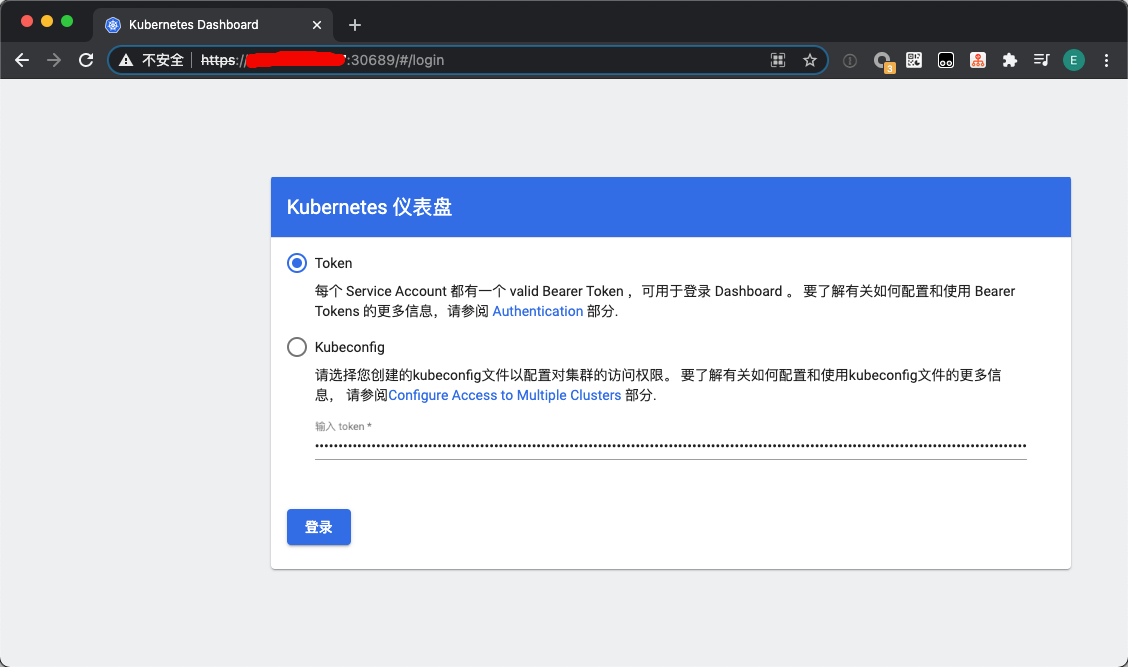 Kubernetes Dashboard
不安全 https:// :30689/#/login
3
E
Kubernetes 仪表盘
Token
每个 Service Account 都有一个 valid Bearer Token ，可用于登录 Dashboard 。 要了解有关如何配置和使用 Bearer
Tokens 的更多信息，请参阅 Authentication 部分.
Kubeconfig
请选择您创建的kubeconfig文件以配置对集群的访问权限。 要了解有关如何配置和使用kubeconfig文件的更多信
息， 请参阅Configure Access to Multiple Clusters 部分.
输入 token *
登录